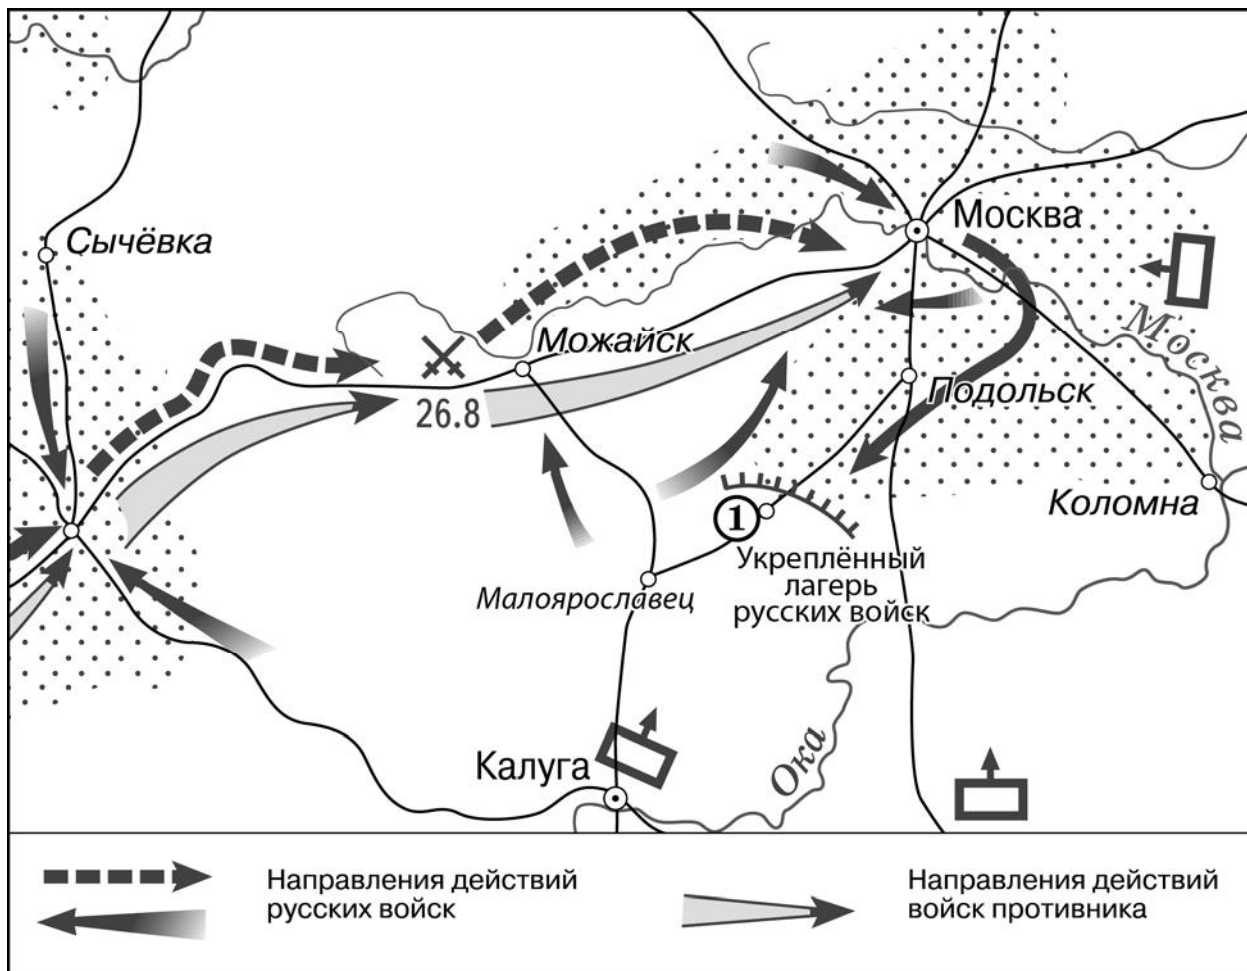 Москва
Сычёвка
Москва
Можайск
Подольск
26.8
Коломна
1
Укреплённый
лагерь
русских войск
Малоярославец
Ока
Калуга
Направления действий
русских войск
Направления действий
войск противника